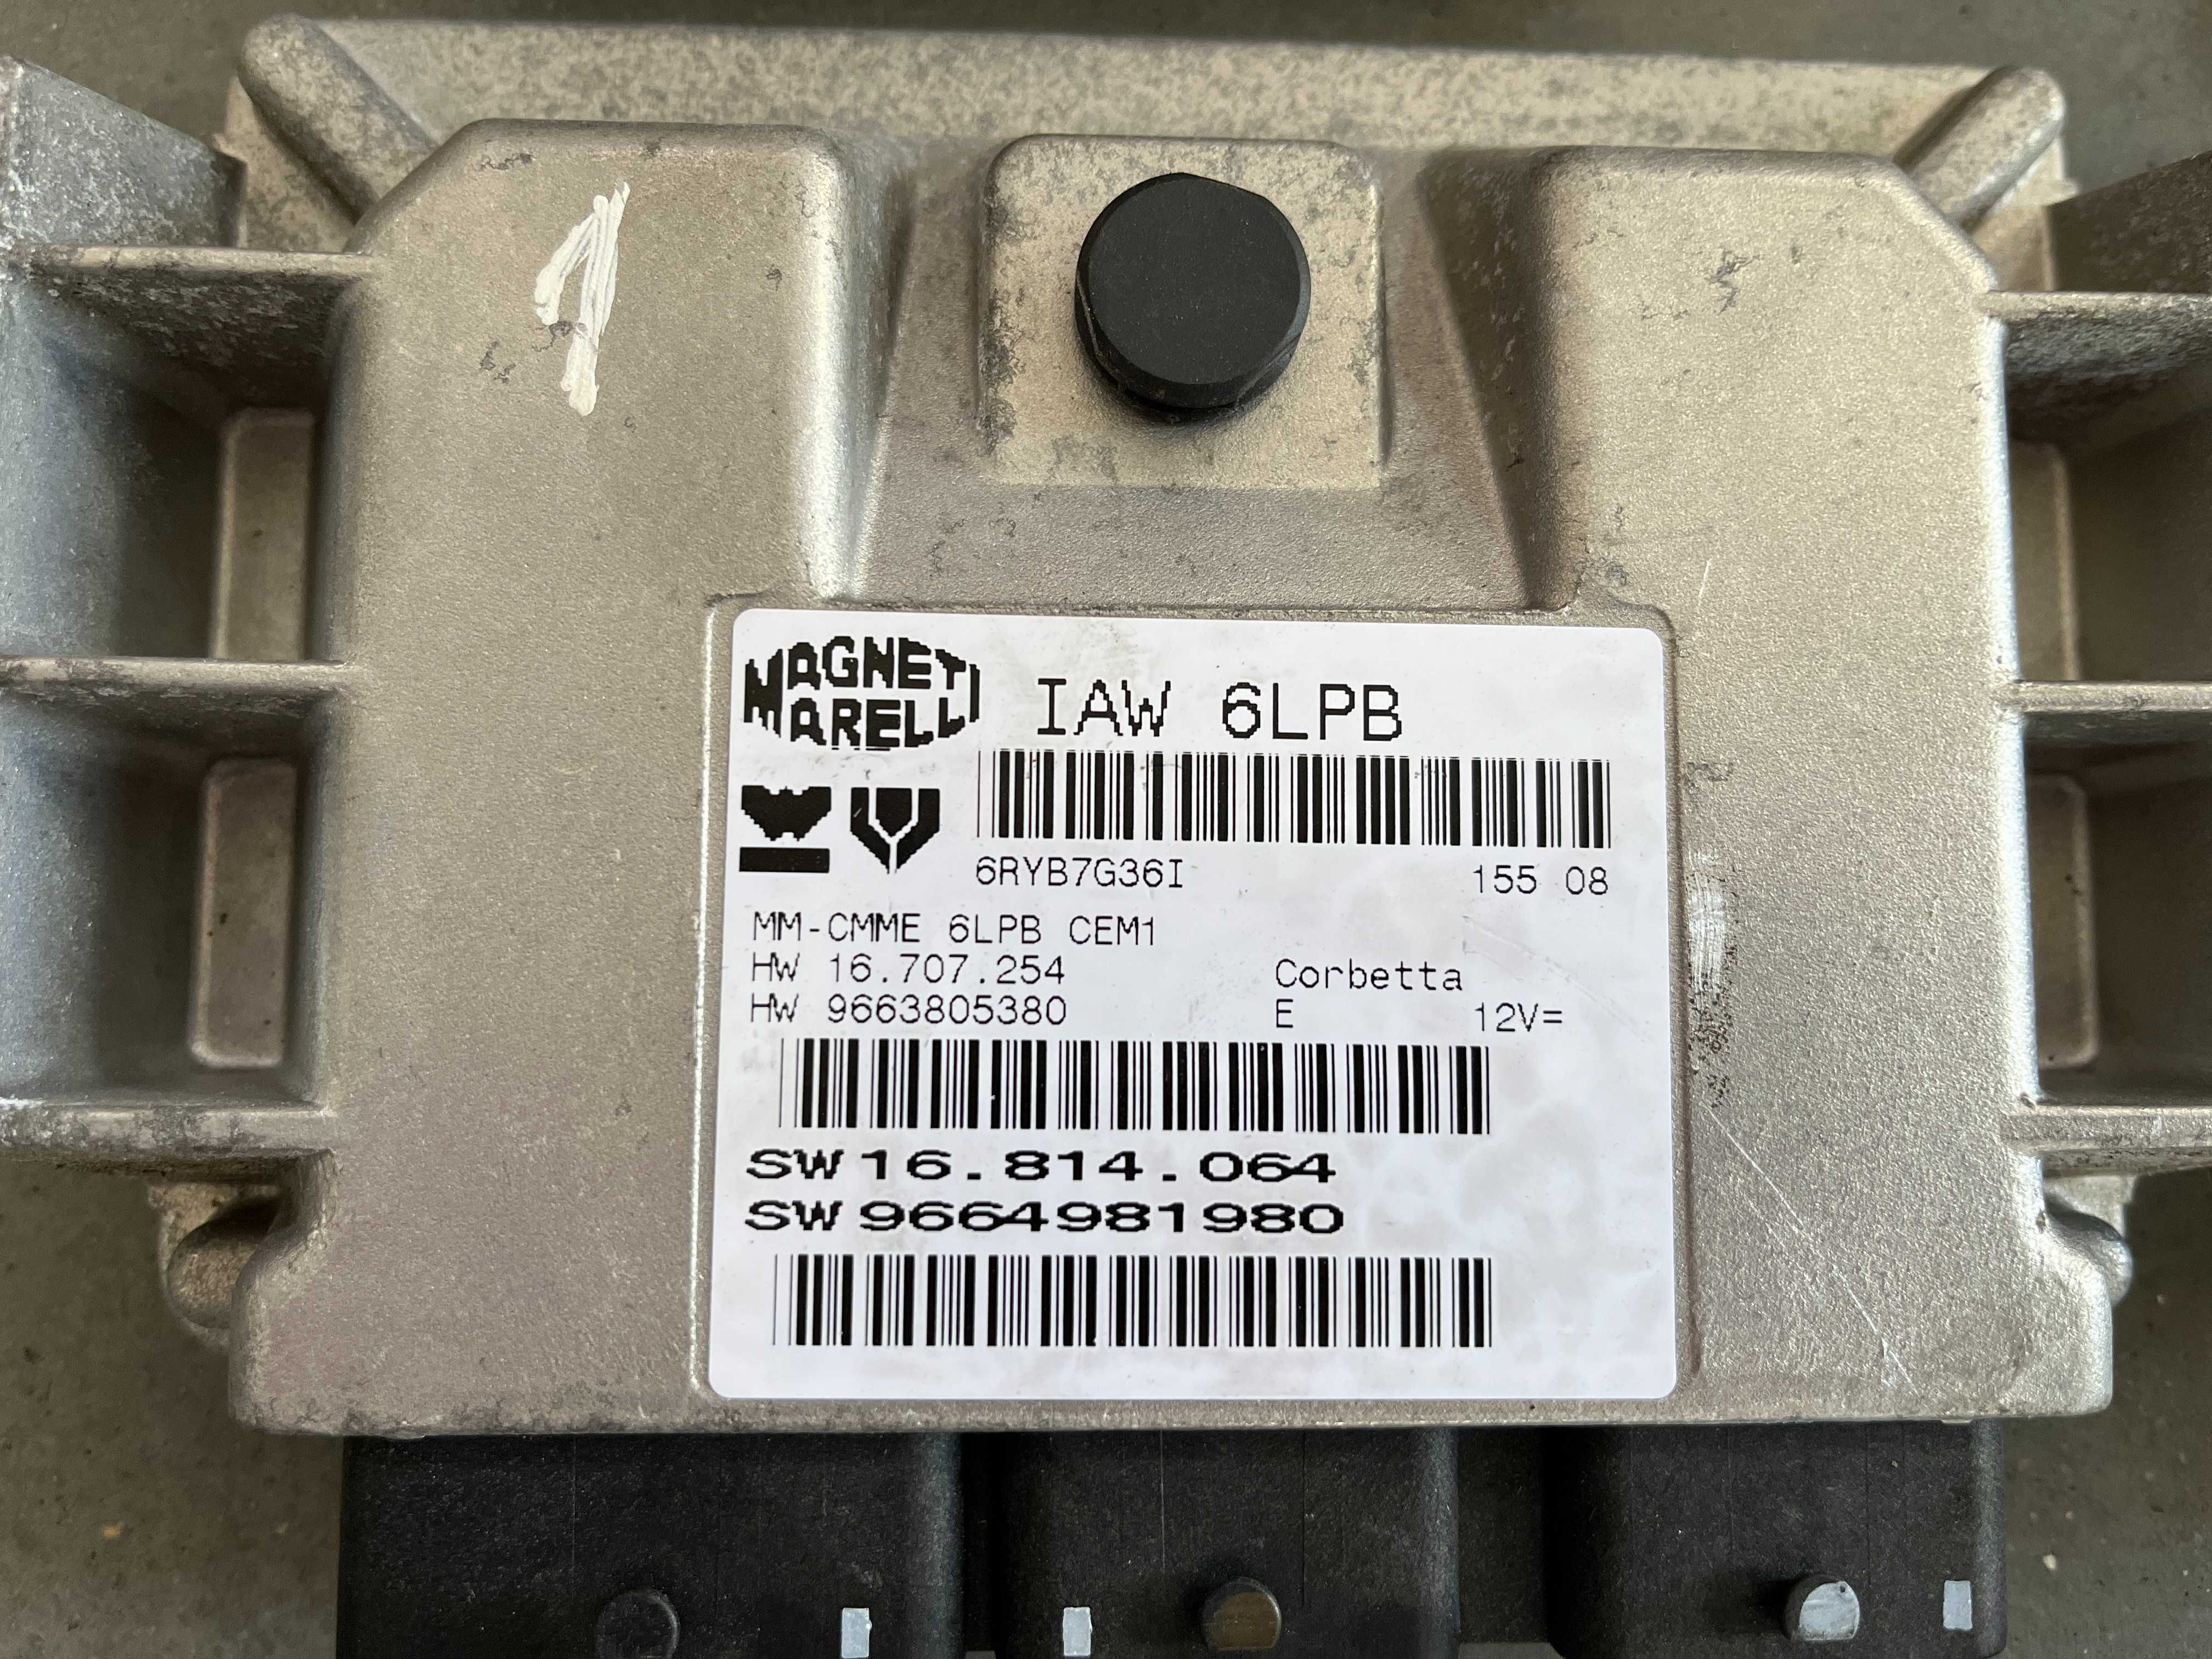 1
MAGNETI
MARELLI
IAW 6LPB
6RYB7G36I 155 08
MM-CMME 6LPB CEM1
HW 16.707.254 Corbetta
HW 9663805380 E 12V=
SW 16.814.064
SW 9664981980